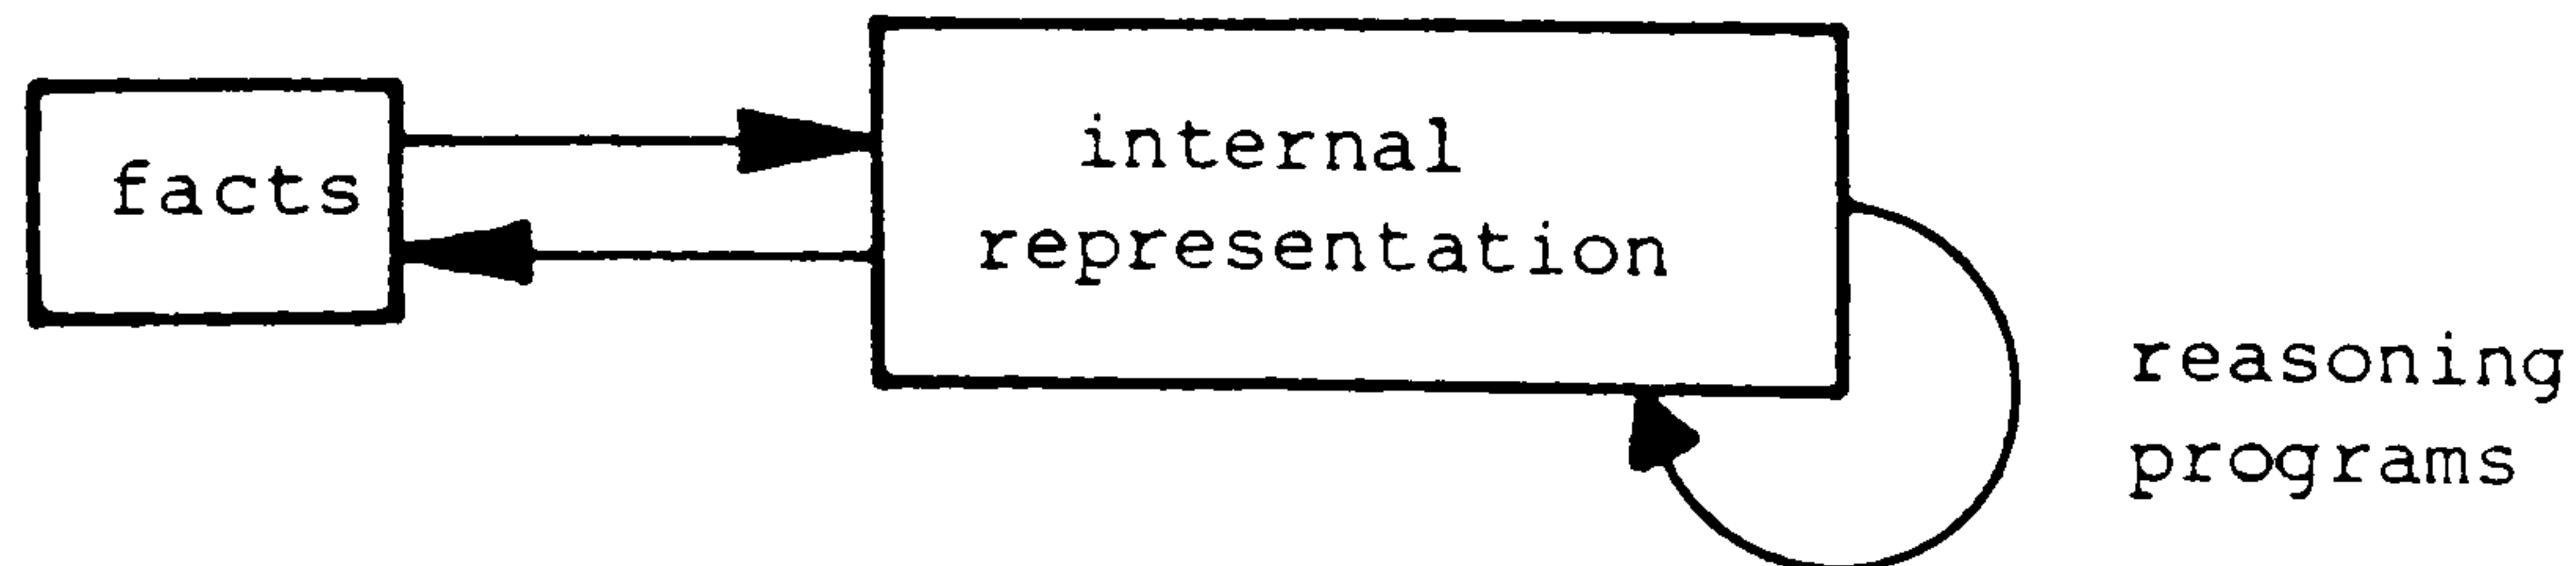 facts
internal
representation
reasoning
programs